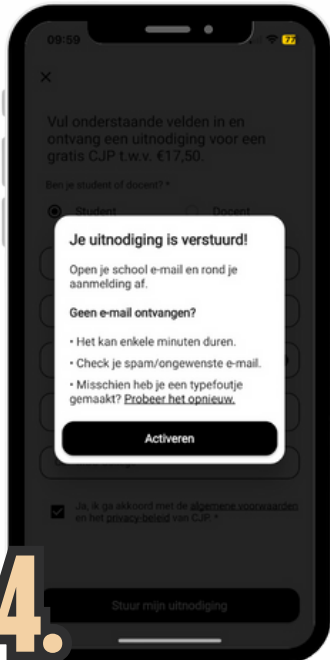 09:59
77
Vul onderstaande velden in en
ontvang een uitnodiging voor een
gratis CJP t.w.v. €17,50.
Ben je student of docent? *
Student
Docent
Je uitnodiging is verstuurd!
Open je school e-mail en rond je
aanmelding af.
Geen e-mail ontvangen?
• Het kan enkele minuten duren.
• Check je spam/ongewenste e-mail.
• Misschien heb je een typefoutje
gemaakt? Probeer het opnieuw.
Activeren
Ja, ik ga akkoord met de algemene voorwaarden
en het privacy-beleid van CJP. *
Stuur mijn uitnodiging
4.